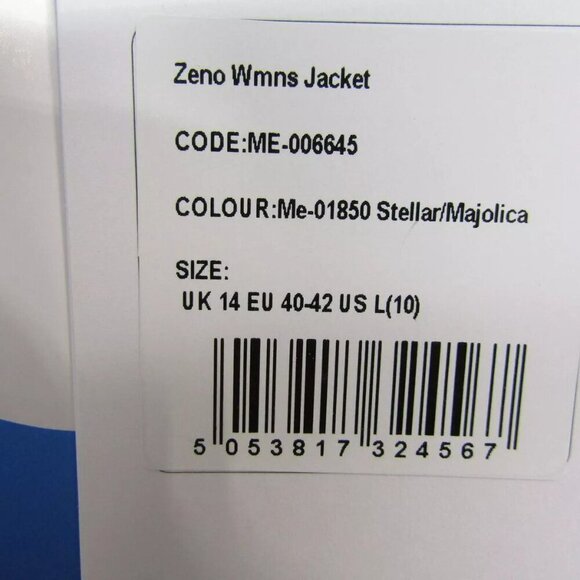 Zeno Wmns Jacket
CODE:ME-006645
COLOUR:Me-01850 Stellar/Majolica
SIZE:
UK 14 EU 40-42 US L(10)
5 053817 324567